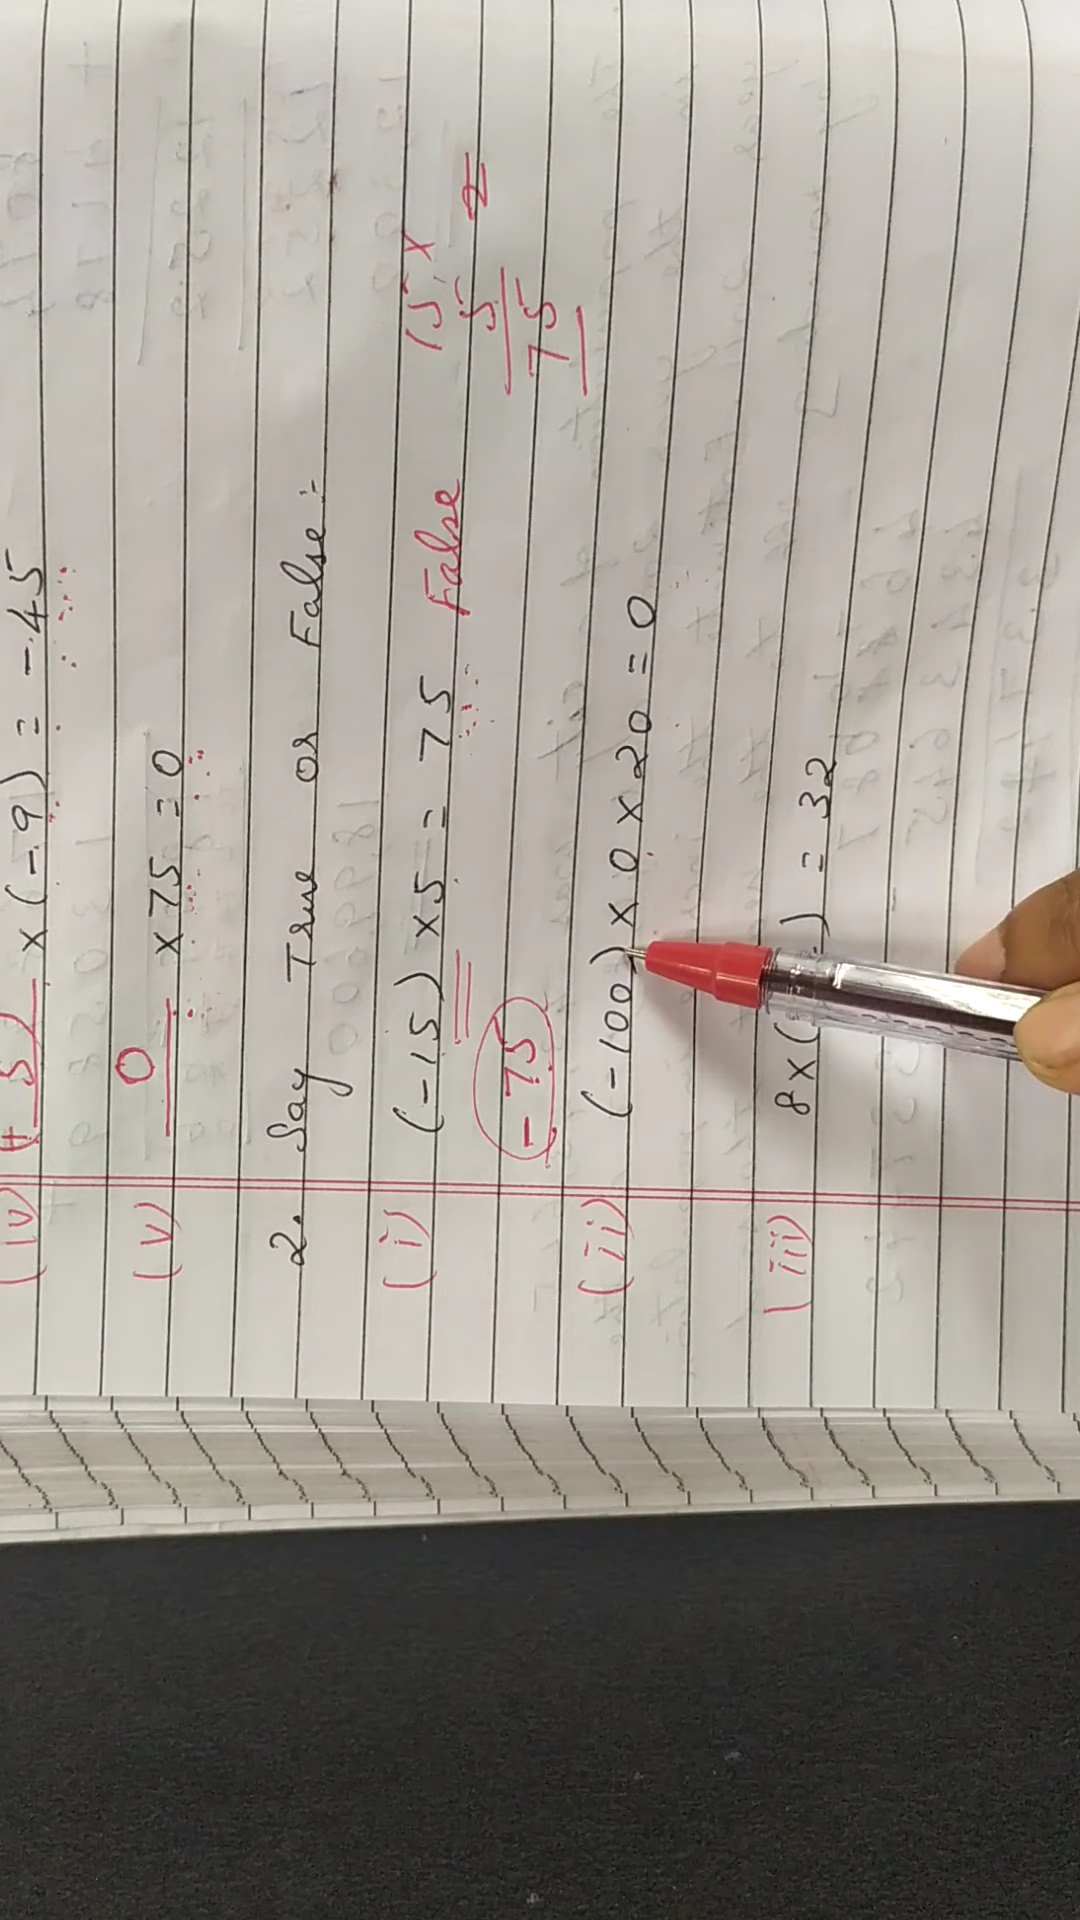 (iv) + 5 x (-9) = -45
(v) 0 x 75 = 0
2. Say True or False :-
(i) (-15) x 5 = 75 False
15 x
5
75
- 75
(ii) (-100) x 0 x 20 = 0
(iii) 8 x ( ) = 32